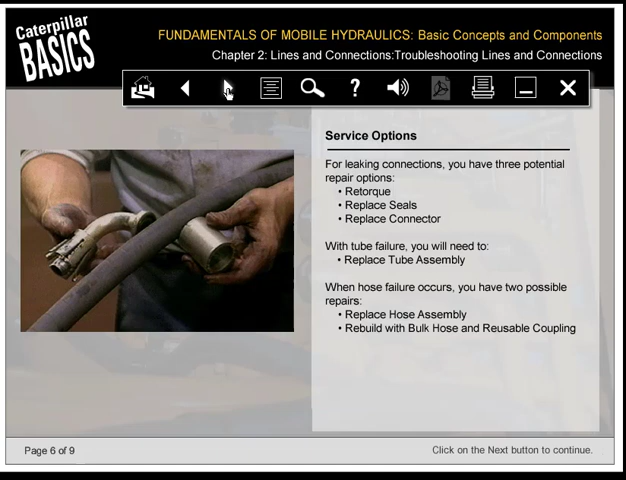 Caterpillar
BASICS
FUNDAMENTALS OF MOBILE HYDRAULICS: Basic Concepts and Components
Chapter 2: Lines and Connections:Troubleshooting Lines and Connections
?
Service Options
For leaking connections, you have three potential
repair options:
• Retorque
• Replace Seals
• Replace Connector
With tube failure, you will need to:
• Replace Tube Assembly
When hose failure occurs, you have two possible
repairs:
• Replace Hose Assembly
• Rebuild with Bulk Hose and Reusable Coupling
Page 6 of 9
Click on the Next button to continue.